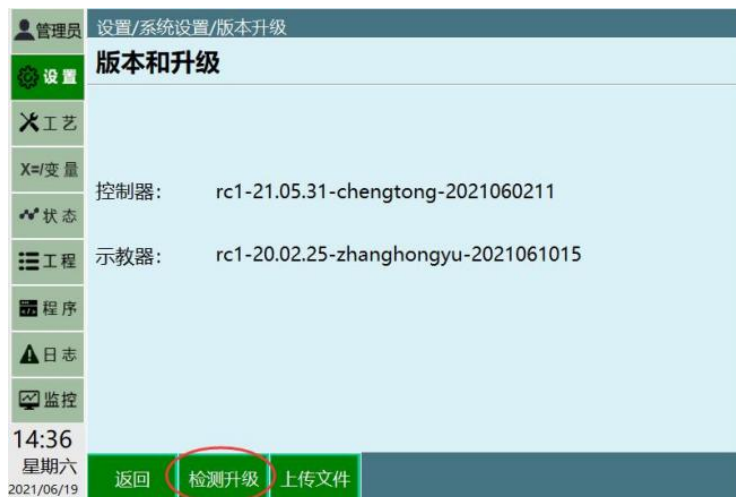 管理员
设置/系统设置/版本升级
设置
版本和升级
工艺
X=/变量
控制器: rc1-21.05.31-chengtong-2021060211
状态
工程
示教器: rc1-20.02.25-zhanghongyu-2021061015
程序
日志
监控
14:36
星期六
2021/06/19
返回 检测升级 上传文件